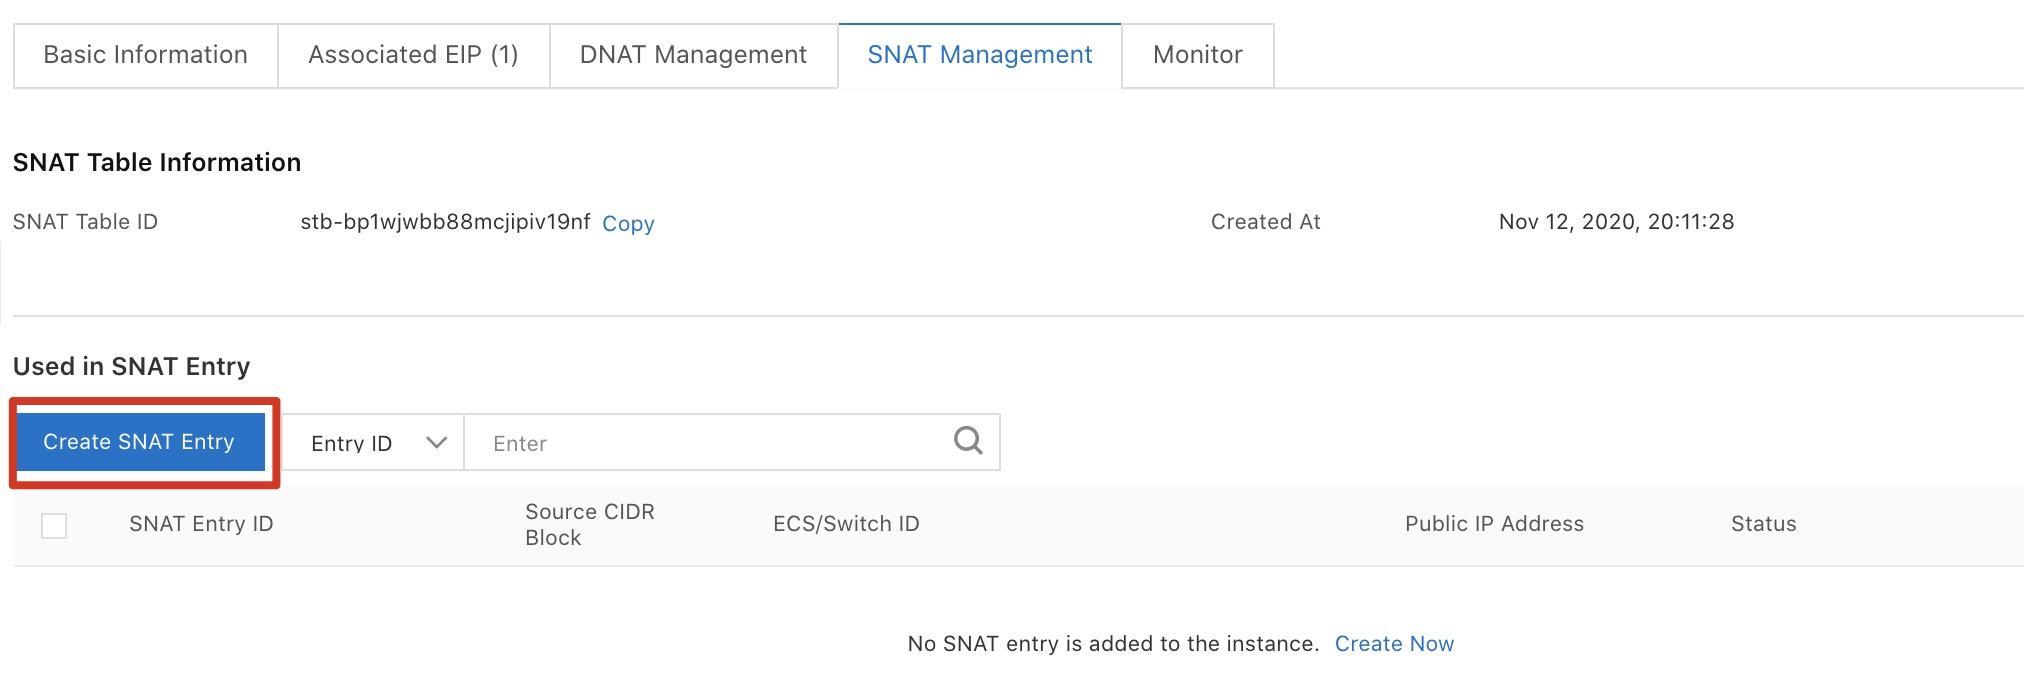 Basic Information
Associated EIP (1)
DNAT Management
SNAT Management
Monitor
SNAT Table Information
SNAT Table ID
stb-bp1wjwbb88mcjipiv19nf Copy
Created At
Nov 12, 2020, 20:11:28
Used in SNAT Entry
Create SNAT Entry
Entry ID
Enter
SNAT Entry ID
Source CIDR
Block
ECS/Switch ID
Public IP Address
Status
No SNAT entry is added to the instance. Create Now